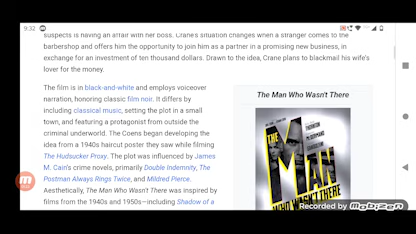 9:32
suspects is having an affair with her boss. Crane's situation changes when a stranger comes to the
barbershop and offers him the opportunity to join him as a partner in a promising new business, in
exchange for an investment of ten thousand dollars. Drawn to the idea, Crane plans to blackmail his wife's
lover for the money.
The film is in black-and-white and employs voiceover
narration, honoring classic film noir. It differs by
including classical music, setting the plot in a small
town, and featuring a protagonist from outside the
criminal underworld. The Coens began developing the
idea from a 1940s haircut poster they saw while filming
The Hudsucker Proxy. The plot was influenced by James
M. Cain's crime novels, primarily Double Indemnity, The
Postman Always Rings Twice, and Mildred Pierce.
Aesthetically, The Man Who Wasn't There was inspired by
films from the 1940s and 1950s—including Shadow of a
The Man Who Wasn't There
THE
MAN
WHO WASN'T THERE
Recorded by Mobizen